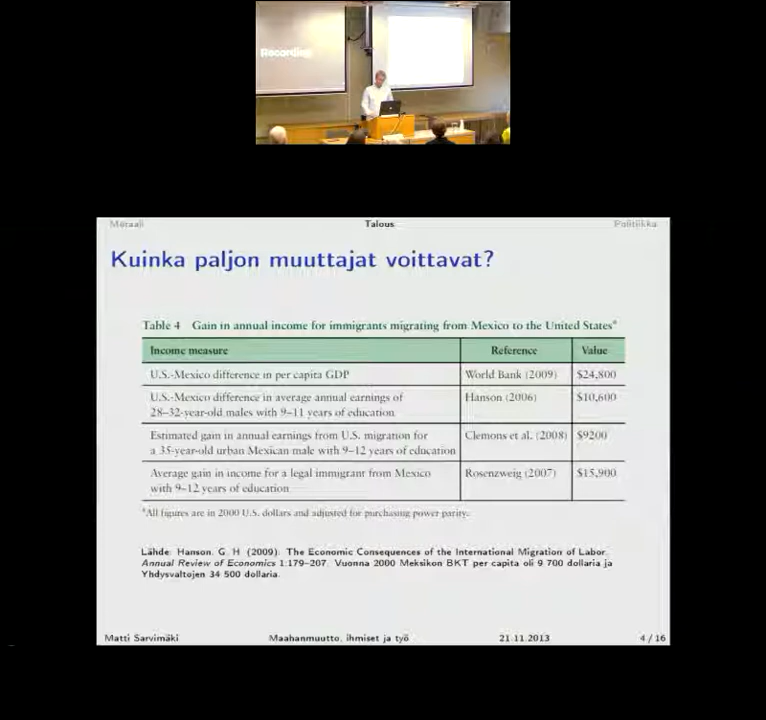 Recording
Moraali Talous Politiikka
Kuinka paljon muuttajat voittavat?
Table 4 Gain in annual income for immigrants migrating from Mexico to the United Statesᵃ
Income measure Reference Value
U.S.-Mexico difference in per capita GDP World Bank (2009) $24,800
U.S.-Mexico difference in average annual earnings of Hanson (2006) $10,600
28–32-year-old males with 9–11 years of education
Estimated gain in annual earnings from U.S. migration for Clemons et al. (2008) $9200
a 35-year-old urban Mexican male with 9–12 years of education
Average gain in income for a legal immigrant from Mexico Rosenzweig (2007) $15,900
with 9–12 years of education
ᵃAll figures are in 2000 U.S. dollars and adjusted for purchasing power parity.
Lähde: Hanson, G. H. (2009): The Economic Consequences of the International Migration of Labor.
Annual Review of Economics 1:179–207. Vuonna 2000 Meksikon BKT per capita oli 9 700 dollaria ja
Yhdysvaltojen 34 500 dollaria.
Matti Sarvimäki Maahanmuutto, ihmiset ja työ 21.11.2013 4 / 16